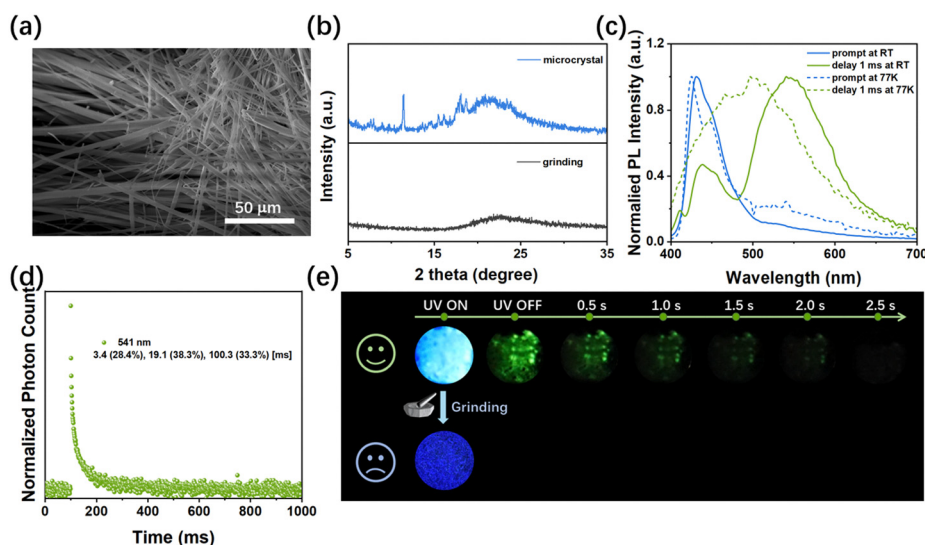 (a)
50 μm
(b)
Intensity (a.u.)
microcrystal
grinding
5 15 25 35
2 theta (degree)
(c)
Normalied PL Intensity (a.u.)
1.2
0.8
0.4
0.0
prompt at RT
delay 1 ms at RT
prompt at 77K
delay 1 ms at 77K
400 500 600 700
Wavelength (nm)
(d)
Normalized Photon Count
541 nm
3.4 (28.4%), 19.1 (38.3%), 100.3 (33.3%) [ms]
0 200 400 600 800 1000
Time (ms)
(e)
UV ON UV OFF 0.5 s 1.0 s 1.5 s 2.0 s 2.5 s
Grinding